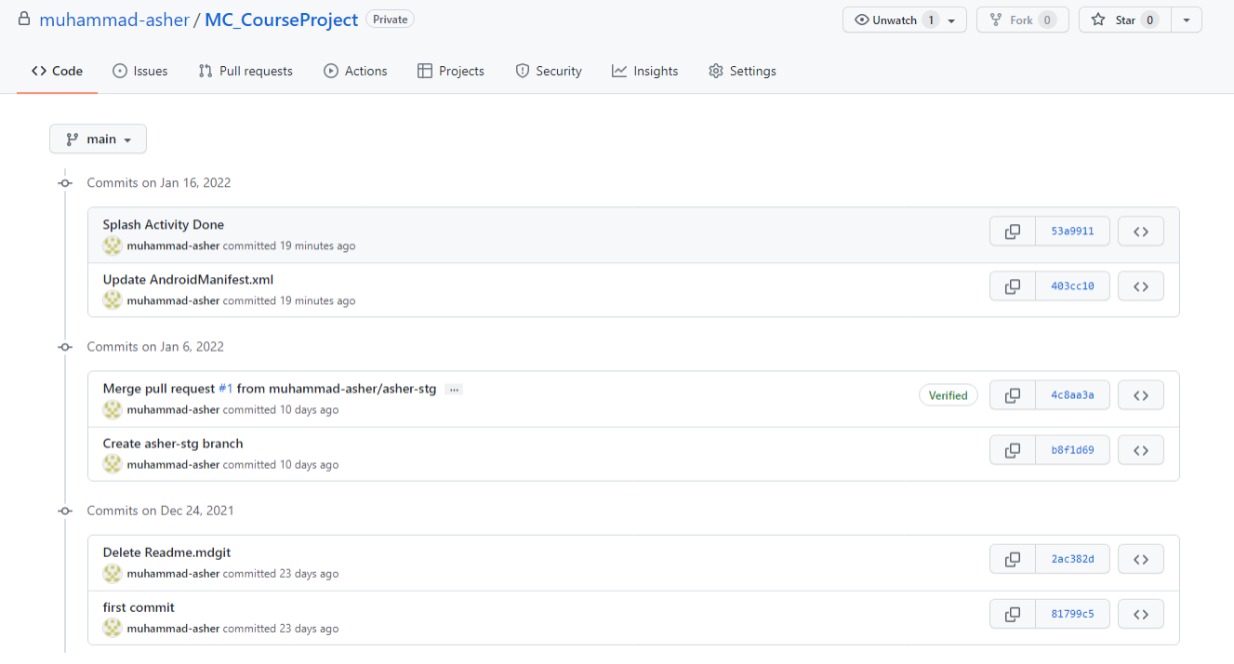 muhammad-asher / MC_CourseProject Private Unwatch 1 Fork 0 Star 0
Code Issues Pull requests Actions Projects Security Insights Settings
main
Commits on Jan 16, 2022
Splash Activity Done
muhammad-asher committed 19 minutes ago
53a9911
Update AndroidManifest.xml
muhammad-asher committed 19 minutes ago
403cc10
Commits on Jan 6, 2022
Merge pull request #1 from muhammad-asher/asher-stg ...
muhammad-asher committed 10 days ago
Verified 4c8aa3a
Create asher-stg branch
muhammad-asher committed 10 days ago
b8f1d69
Commits on Dec 24, 2021
Delete Readme.mdgit
muhammad-asher committed 23 days ago
2ac382d
first commit
muhammad-asher committed 23 days ago
81799c5